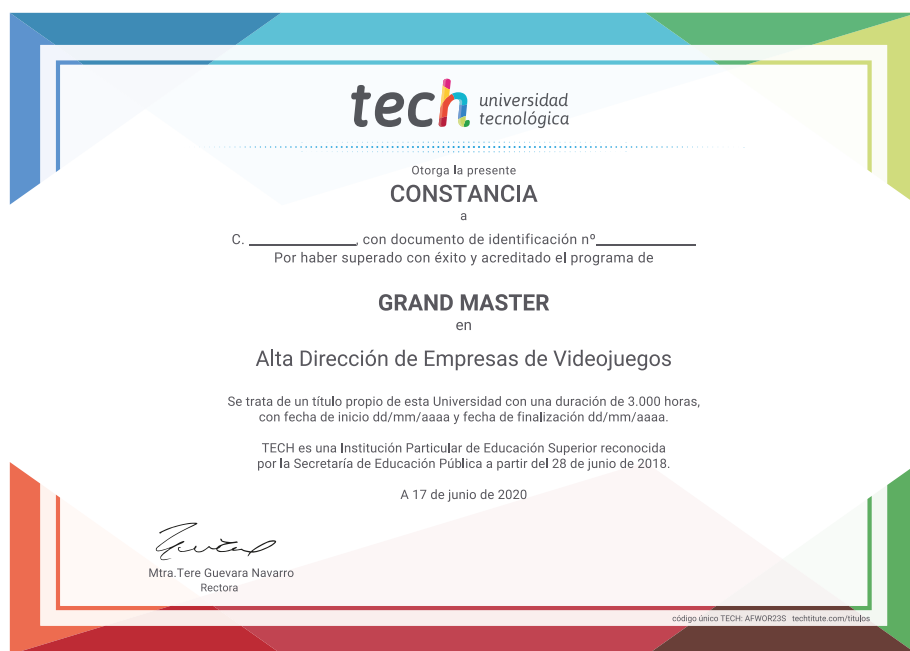 tech universidad
tecnológica
Otorga la presente
CONSTANCIA
a
C. ____________, con documento de identificación nº____________
Por haber superado con éxito y acreditado el programa de
GRAND MASTER
en
Alta Dirección de Empresas de Videojuegos
Se trata de un título propio de esta Universidad con una duración de 3.000 horas,
con fecha de inicio dd/mm/aaaa y fecha de finalización dd/mm/aaaa.
TECH es una Institución Particular de Educación Superior reconocida
por la Secretaría de Educación Pública a partir del 28 de junio de 2018.
A 17 de junio de 2020
Mtra.Tere Guevara Navarro
Rectora
código único TECH: AFWOR23S techtitute.com/titulos